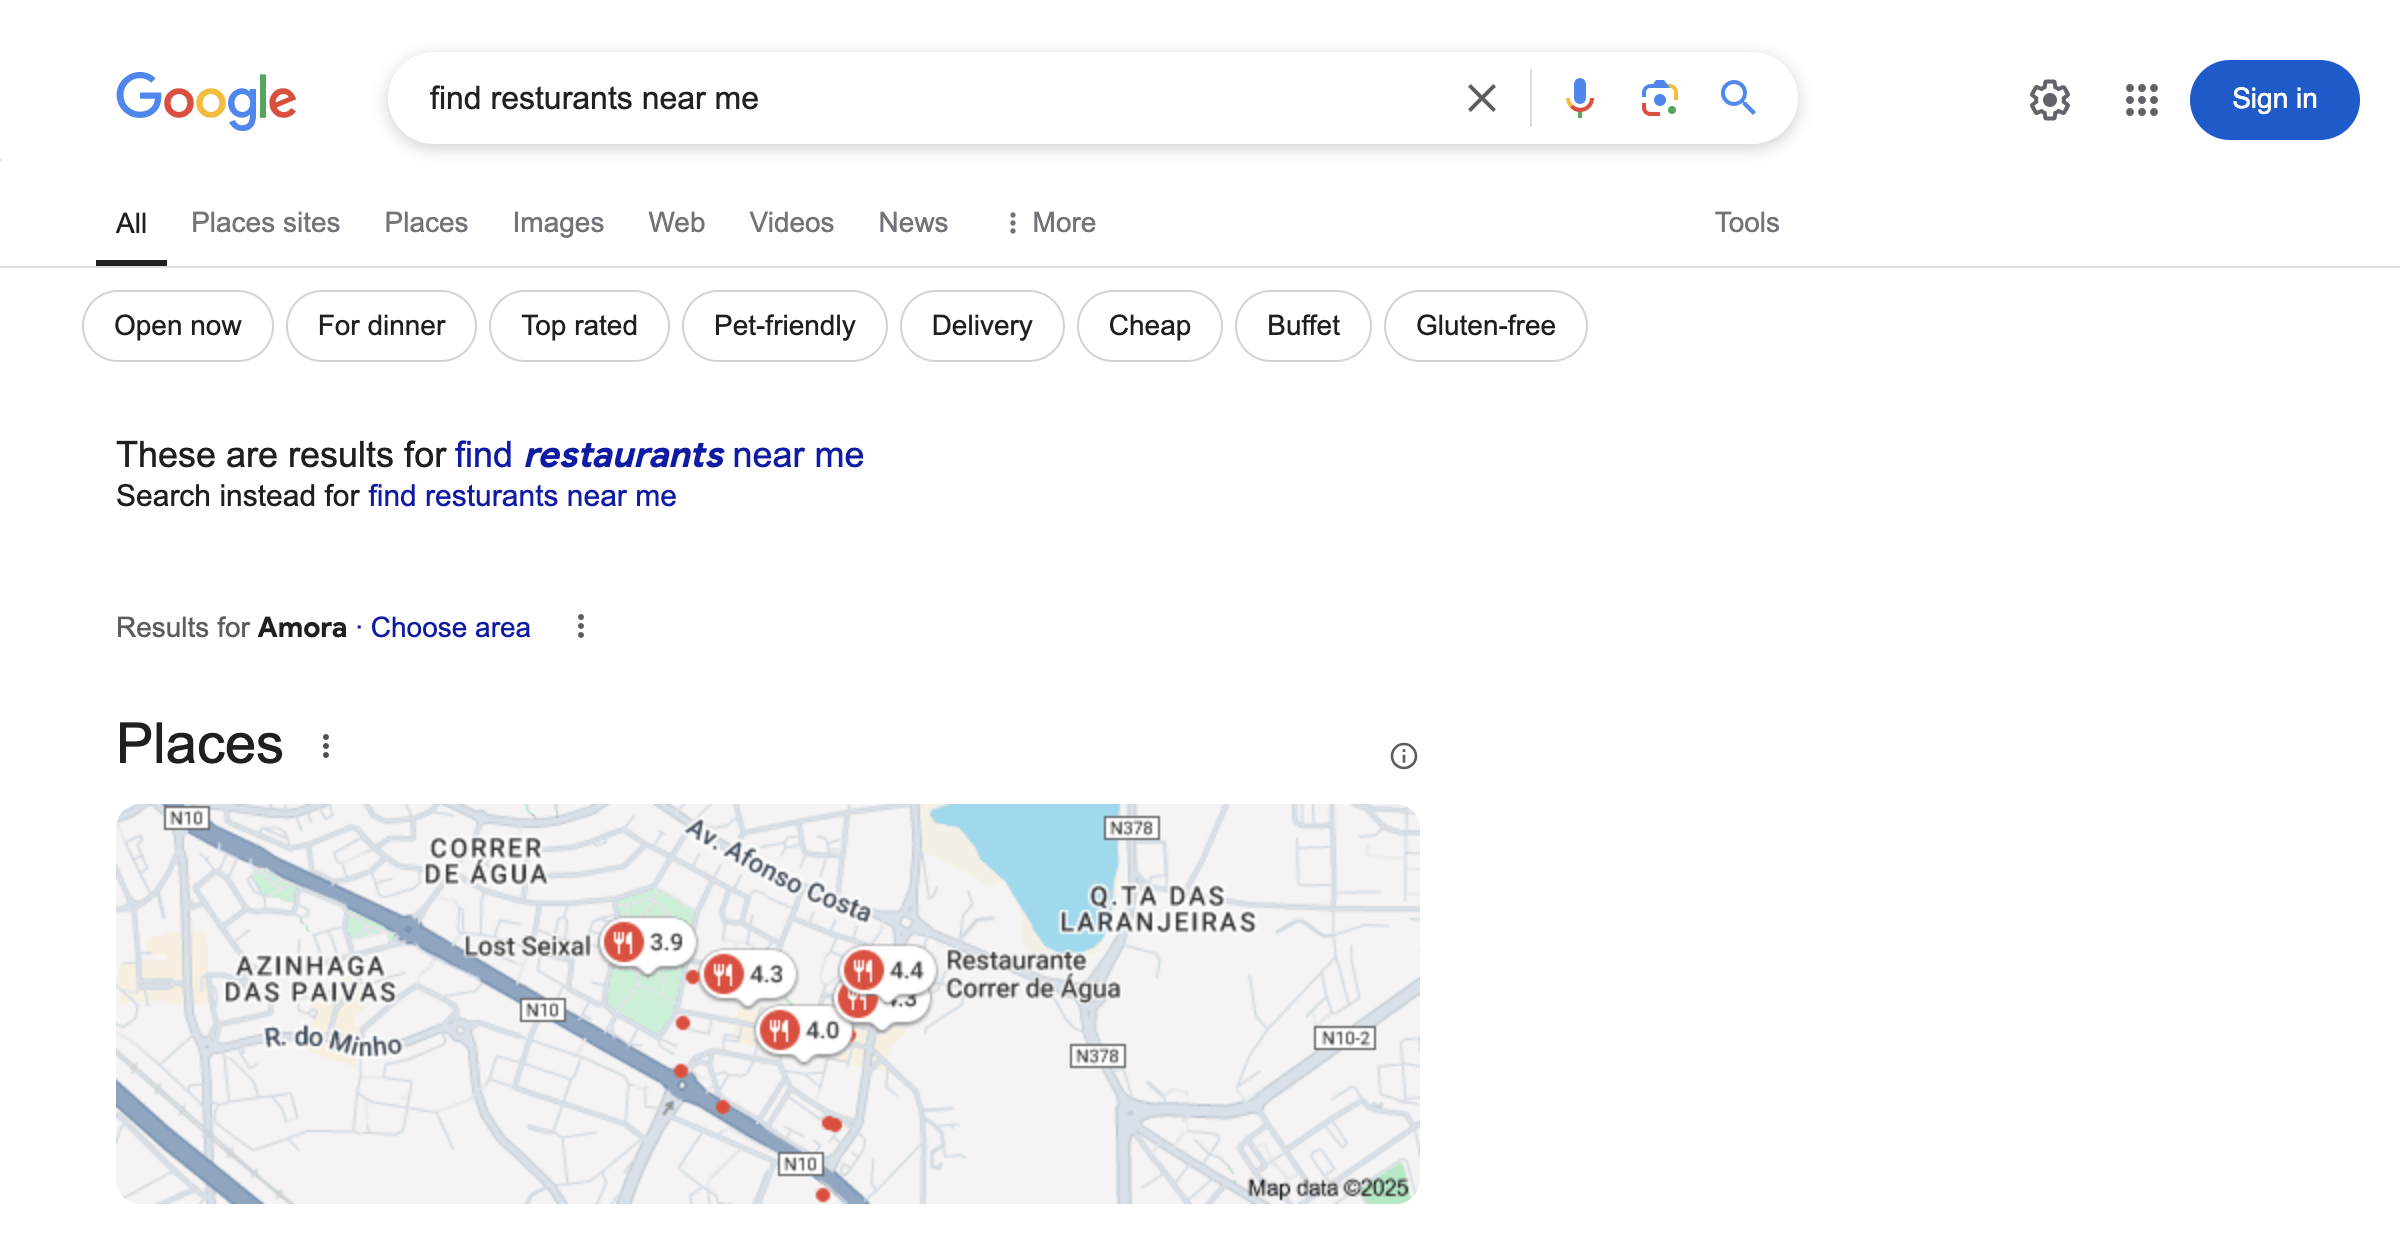 Google
find resturants near me
Sign in
All Places sites Places Images Web Videos News More Tools
Open now For dinner Top rated Pet-friendly Delivery Cheap Buffet Gluten-free
These are results for find restaurants near me
Search instead for find resturants near me
Results for Amora · Choose area
Places
N10
N378
Av. Afonso Costa
CORRER
DE ÁGUA
Q.TA DAS
LARANJEIRAS
Lost Seixal 3.9
4.3
4.4 Restaurante
Correr de Água
4.3
AZINHAGA
DAS PAIVAS
N10
4.0
R. do Minho
N378
N10-2
N10
Map data ©2025